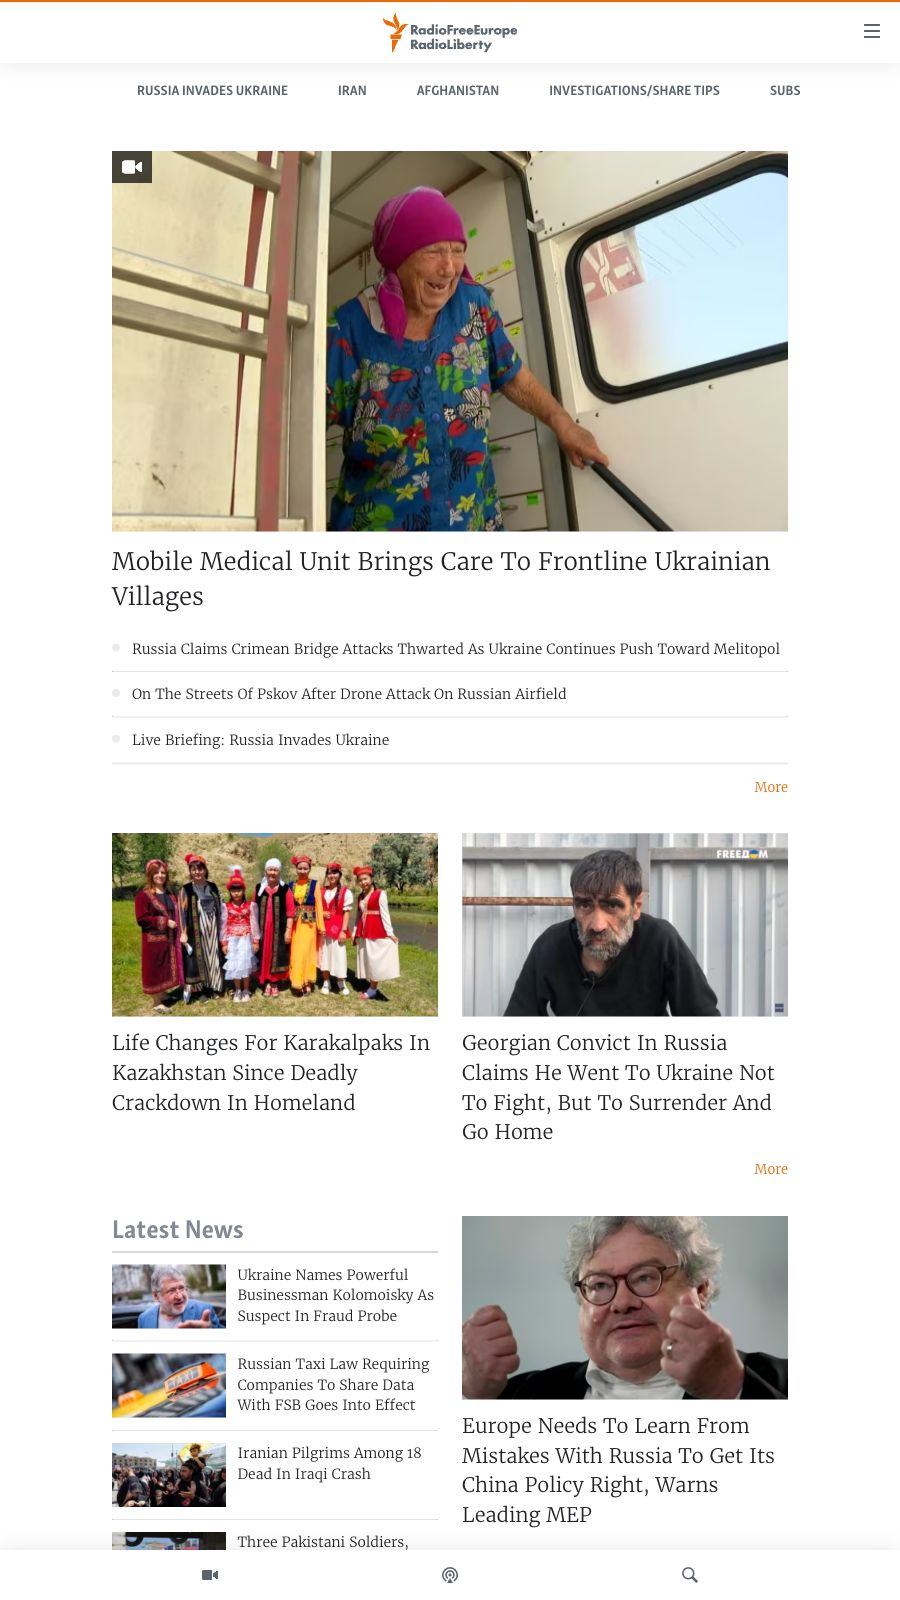 RadioFreeEurope
RadioLiberty
RUSSIA INVADES UKRAINE
IRAN
AFGHANISTAN
INVESTIGATIONS/SHARE TIPS
SUBS
Mobile Medical Unit Brings Care To Frontline Ukrainian
Villages
Russia Claims Crimean Bridge Attacks Thwarted As Ukraine Continues Push Toward Melitopol
On The Streets Of Pskov After Drone Attack On Russian Airfield
Live Briefing: Russia Invades Ukraine
More
Life Changes For Karakalpaks In
Kazakhstan Since Deadly
Crackdown In Homeland
FREEДOM
Georgian Convict In Russia
Claims He Went To Ukraine Not
To Fight, But To Surrender And
Go Home
More
Latest News
Ukraine Names Powerful
Businessman Kolomoisky As
Suspect In Fraud Probe
TAXI
Russian Taxi Law Requiring
Companies To Share Data
With FSB Goes Into Effect
Iranian Pilgrims Among 18
Dead In Iraqi Crash
Three Pakistani Soldiers,
Europe Needs To Learn From
Mistakes With Russia To Get Its
China Policy Right, Warns
Leading MEP